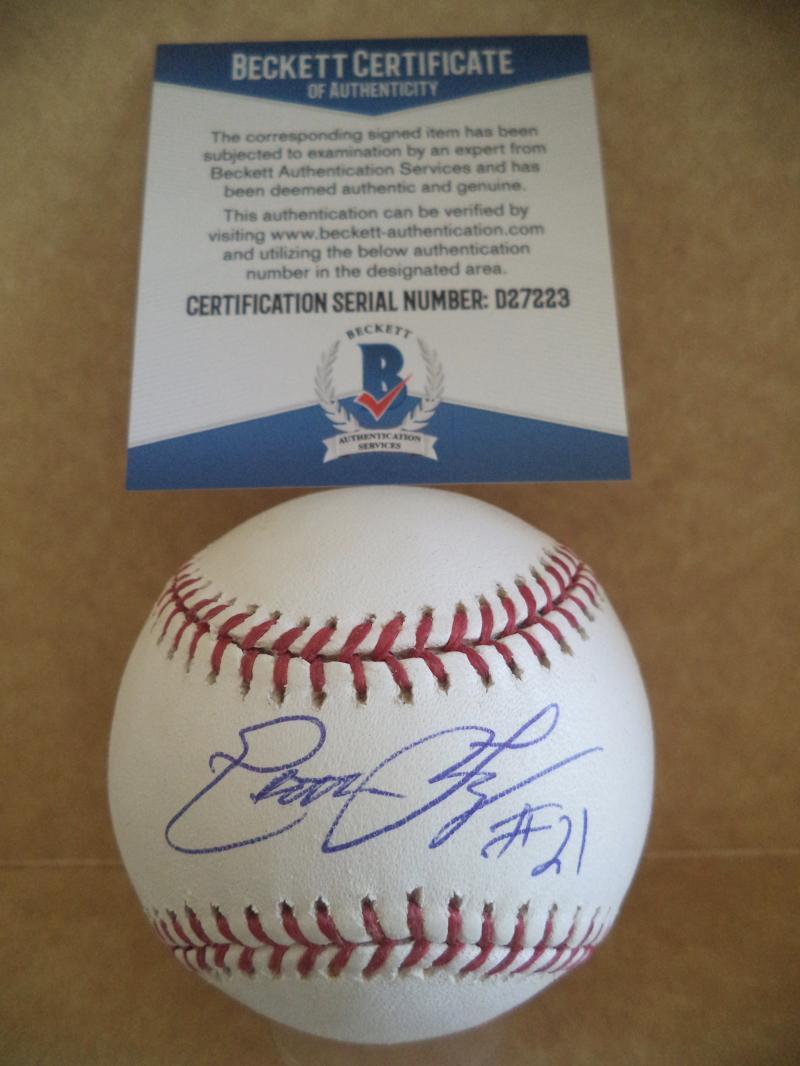 BECKETT CERTIFICATE
OF AUTHENTICITY
The corresponding signed item has been
subjected to examination by an expert from
Beckett Authentication Services and has
been deemed authentic and genuine.
This authentication can be verified by
visiting www.beckett-authentication.com
and utilizing the below authentication
number in the designated area.
CERTIFICATION SERIAL NUMBER: D27223
BECKETT
B
AUTHENTICATION
SERVICES
#21